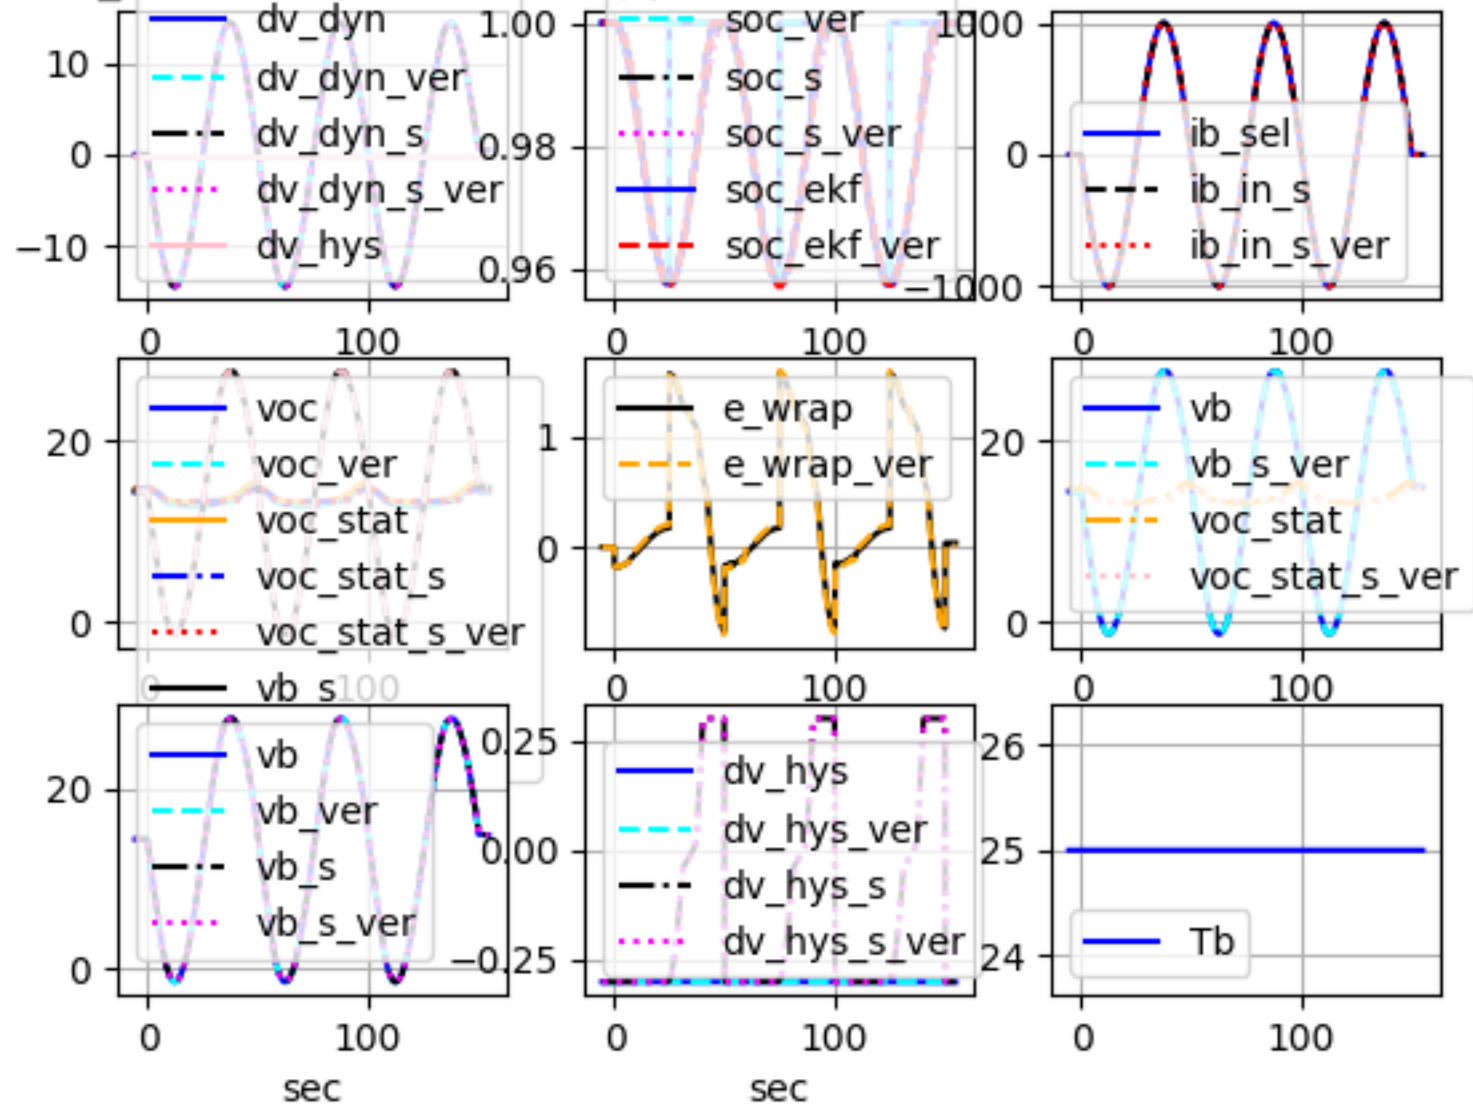 10
0
−10
dv_dyn
dv_dyn_ver
dv_dyn_s
dv_dyn_s_ver
dv_hys
0 100
1.00
0.98
0.96
soc_ver
soc_s
soc_s_ver
soc_ekf
soc_ekf_ver
0 100
1000
0
−1000
ib_sel
ib_in_s
ib_in_s_ver
0 100
20
0
voc
voc_ver
voc_stat
voc_stat_s
voc_stat_s_ver
vb_s
0 100
1
0
e_wrap
e_wrap_ver
0 100
20
0
vb
vb_s_ver
voc_stat
voc_stat_s_ver
0 100
20
0
vb
vb_ver
vb_s
vb_s_ver
0 100
sec
0.25
0.00
−0.25
dv_hys
dv_hys_ver
dv_hys_s
dv_hys_s_ver
0 100
sec
26
25
24
Tb
0 100